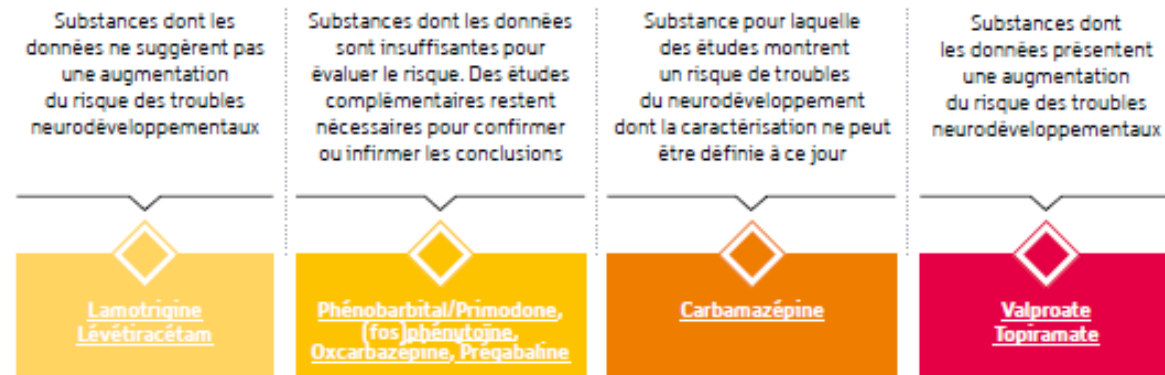 Substances dont les
données ne suggèrent pas
une augmentation
du risque des troubles
neurodéveloppementaux
Substances dont les données
sont insuffisantes pour
évaluer le risque. Des études
complémentaires restent
nécessaires pour confirmer
ou infirmer les conclusions
Substance pour laquelle
des études montrent
un risque de troubles
du neurodéveloppement
dont la caractérisation ne peut
être définie à ce jour
Substances dont
les données présentent
une augmentation
du risque des troubles
neurodéveloppementaux
Lamotrigine
Lévétiracétam
Phénobarbital/Primodone,
(fos)phénytoïne,
Oxcarbazépine, Prégabaline
Carbamazépine
Valproate
Topiramate